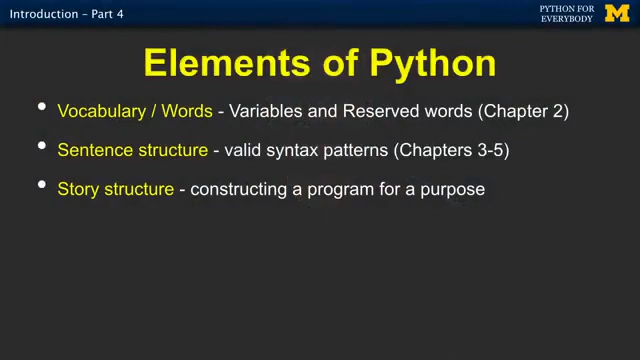 Introduction – Part 4
PYTHON FOR
EVERYBODY
M
Elements of Python
• Vocabulary / Words - Variables and Reserved words (Chapter 2)
• Sentence structure - valid syntax patterns (Chapters 3-5)
• Story structure - constructing a program for a purpose